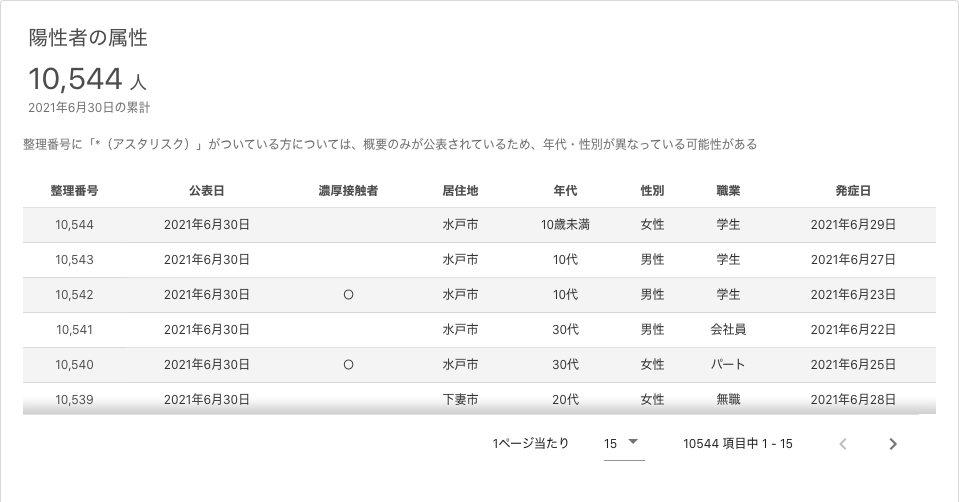 陽性者の属性
10,544 人
2021年6月30日の累計
整理番号に「*（アスタリスク）」がついている方については、概要のみが公表されているため、年代・性別が異なっている可能性がある
整理番号 公表日 濃厚接触者 居住地 年代 性別 職業 発症日
10,544 2021年6月30日 水戸市 10歳未満 女性 学生 2021年6月29日
10,543 2021年6月30日 水戸市 10代 男性 学生 2021年6月27日
10,542 2021年6月30日 〇 水戸市 10代 男性 学生 2021年6月23日
10,541 2021年6月30日 水戸市 30代 男性 会社員 2021年6月22日
10,540 2021年6月30日 〇 水戸市 30代 女性 パート 2021年6月25日
10,539 2021年6月30日 下妻市 20代 女性 無職 2021年6月28日
1ページ当たり 15 10544 項目中 1 - 15